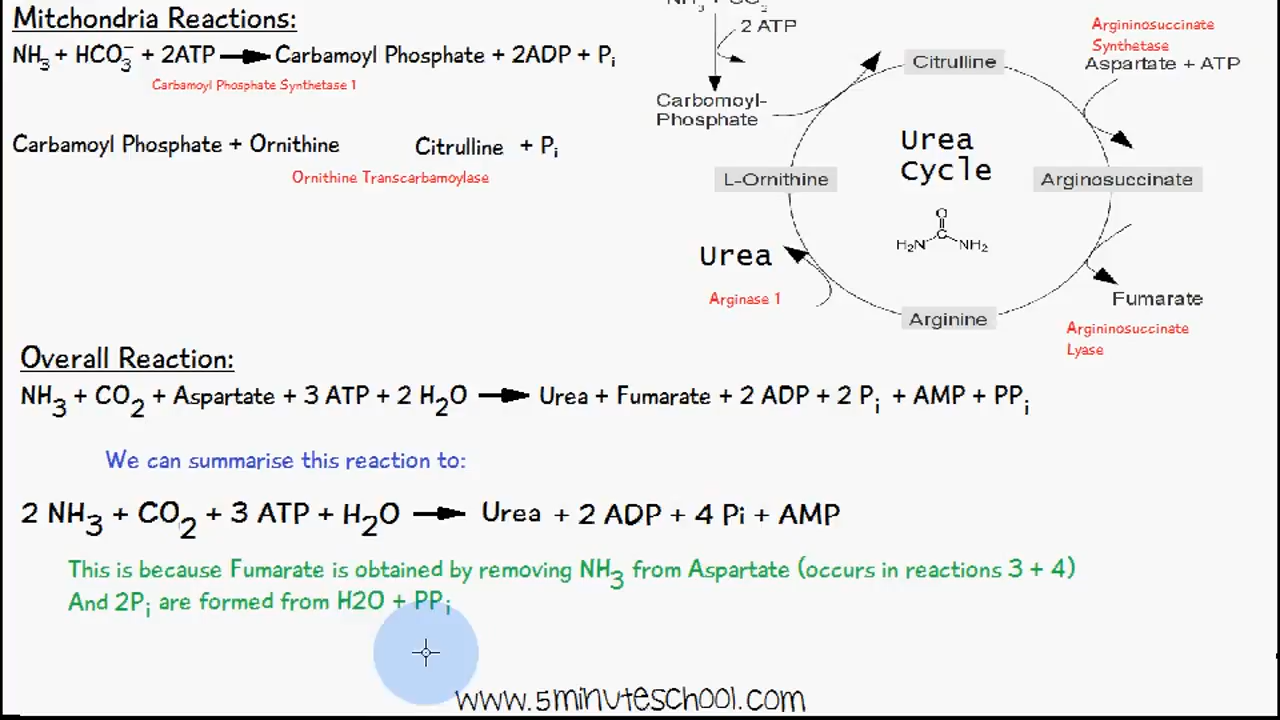 Mitchondria Reactions:
NH3 + HCO3- + 2ATP → Carbamoyl Phosphate + 2ADP + Pi
Carbamoyl Phosphate Synthetase 1
Carbamoyl Phosphate + Ornithine Citrulline + Pi
Ornithine Transcarbamoylase
NH3 + CO2
2 ATP
Carbomoyl-
Phosphate
Citrulline
Argininosuccinate
Synthetase
Aspartate + ATP
Urea
Cycle
L-Ornithine
Arginosuccinate
O
C
H2N NH2
Urea
Arginase 1
Arginine
Fumarate
Argininosuccinate
Lyase
Overall Reaction:
NH3 + CO2 + Aspartate + 3 ATP + 2 H2O → Urea + Fumarate + 2 ADP + 2 Pi + AMP + PPi
We can summarise this reaction to:
2 NH3 + CO2 + 3 ATP + H2O → Urea + 2 ADP + 4 Pi + AMP
This is because Fumarate is obtained by removing NH3 from Aspartate (occurs in reactions 3 + 4)
And 2Pi are formed from H2O + PPi
www.5minuteschool.com